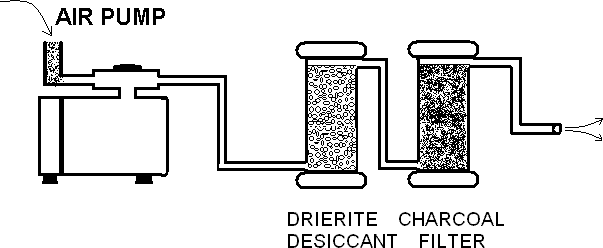 AIR PUMP
DRIERITE CHARCOAL
DESICCANT FILTER